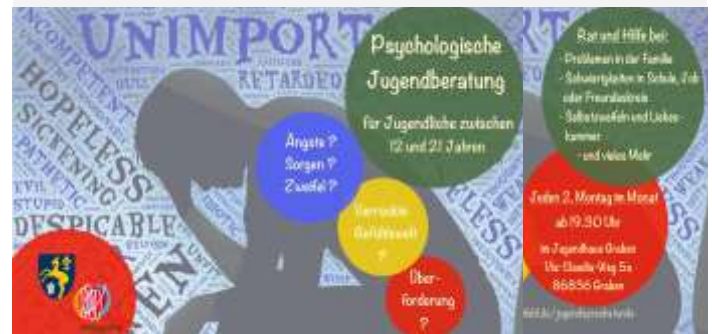 UNIMPORT
INCOMPETENT
RETARDED
HOPELESS
SICKENING
PATHETIC
EVIL
STUPID
DESPICABLE
Psychologische
Jugendberatung
für Jugendliche zwischen
12 und 21 Jahren
Ängste ?
Sorgen ?
Zweifel ?
Verrückte
Gefühlswelt
?
Über-
forderung
?
Rat und Hilfe bei:
- Problemen in der Familie
- Schwierigkeiten in Schule, Job
oder Freundeskreis
- Selbstzweifeln und Liebes-
kummer
- und vieles Mehr
Jeden 2. Montag im Monat
ab 19.30 Uhr
im Jugendhaus Graben
86836 Graben